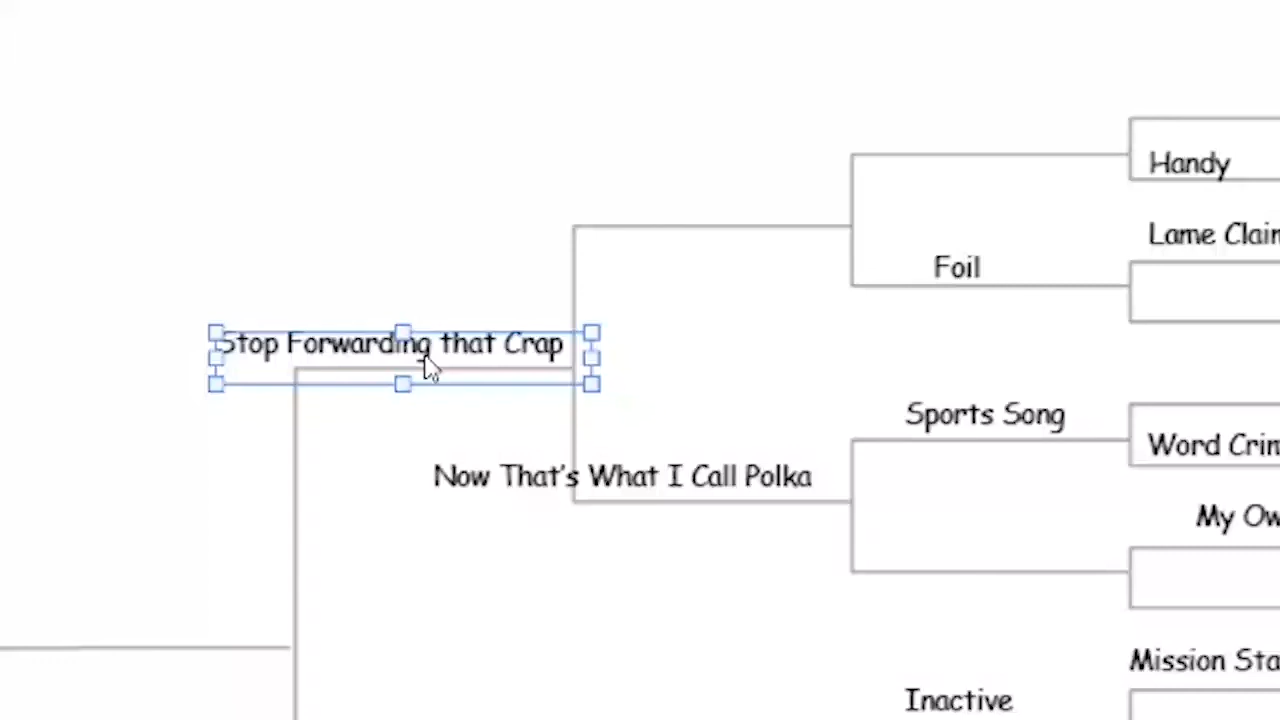 Handy
Lame Clai
Foil
Stop Forwarding that Crap
Sports Song
Word Crim
Now That's What I Call Polka
My Ow
Mission Sta
Inactive